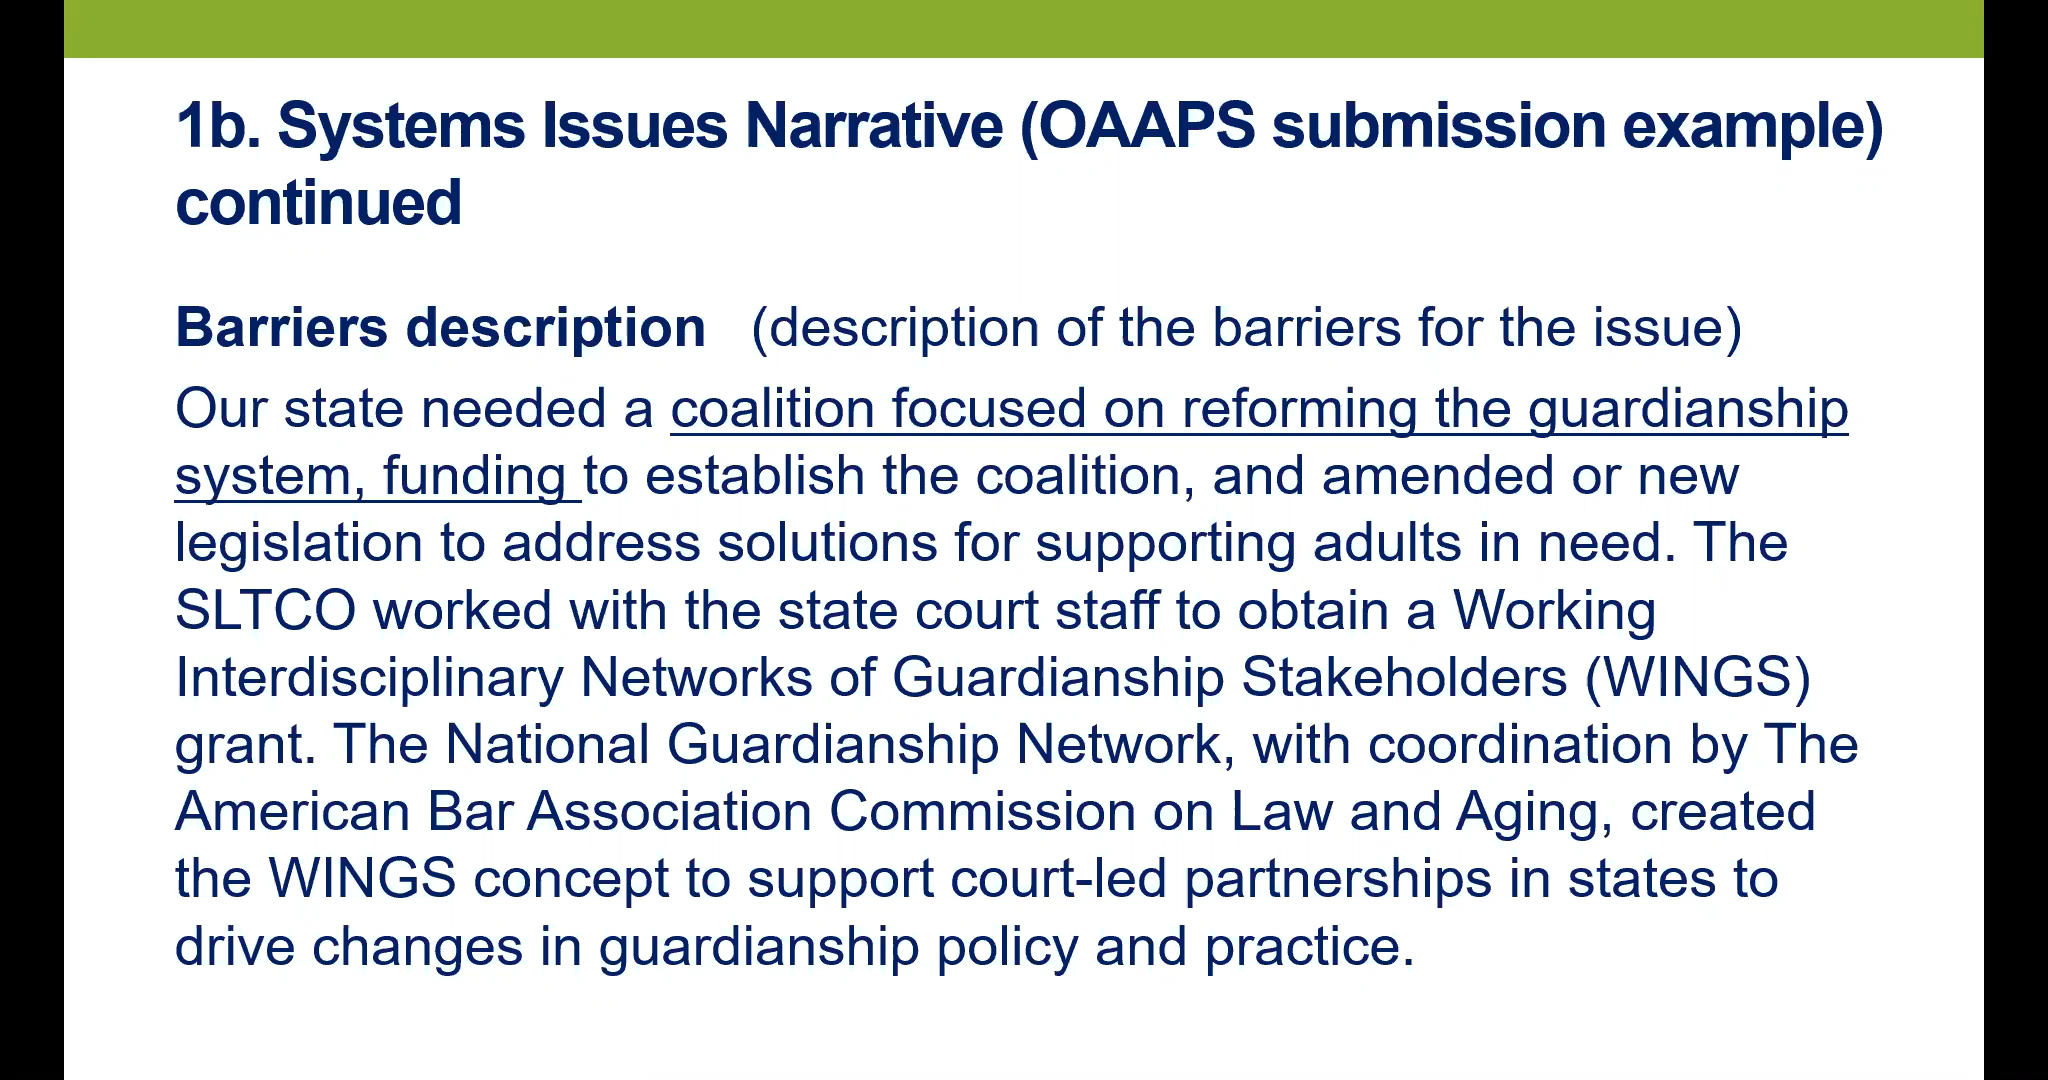 1b. Systems Issues Narrative (OAAPS submission example)
continued
Barriers description (description of the barriers for the issue)
Our state needed a coalition focused on reforming the guardianship
system, funding to establish the coalition, and amended or new
legislation to address solutions for supporting adults in need. The
SLTCO worked with the state court staff to obtain a Working
Interdisciplinary Networks of Guardianship Stakeholders (WINGS)
grant. The National Guardianship Network, with coordination by The
American Bar Association Commission on Law and Aging, created
the WINGS concept to support court-led partnerships in states to
drive changes in guardianship policy and practice.